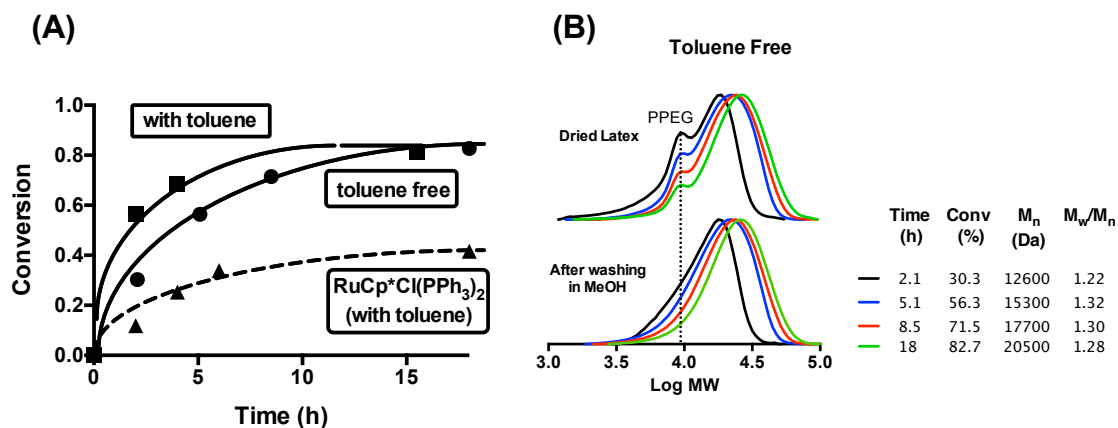 (A)
Conversion
1.0
0.8
0.6
0.4
0.2
0.0
with toluene
toluene free
RuCp*Cl(PPh3)2
(with toluene)
0
5
10
15
Time (h)
(B)
Toluene Free
PPEG
Dried Latex
After washing
in MeOH
3.0
3.5
4.0
4.5
5.0
Log MW
Time (h) Conv (%) Mn (Da) Mw/Mn
2.1 30.3 12600 1.22
5.1 56.3 15300 1.32
8.5 71.5 17700 1.30
18 82.7 20500 1.28